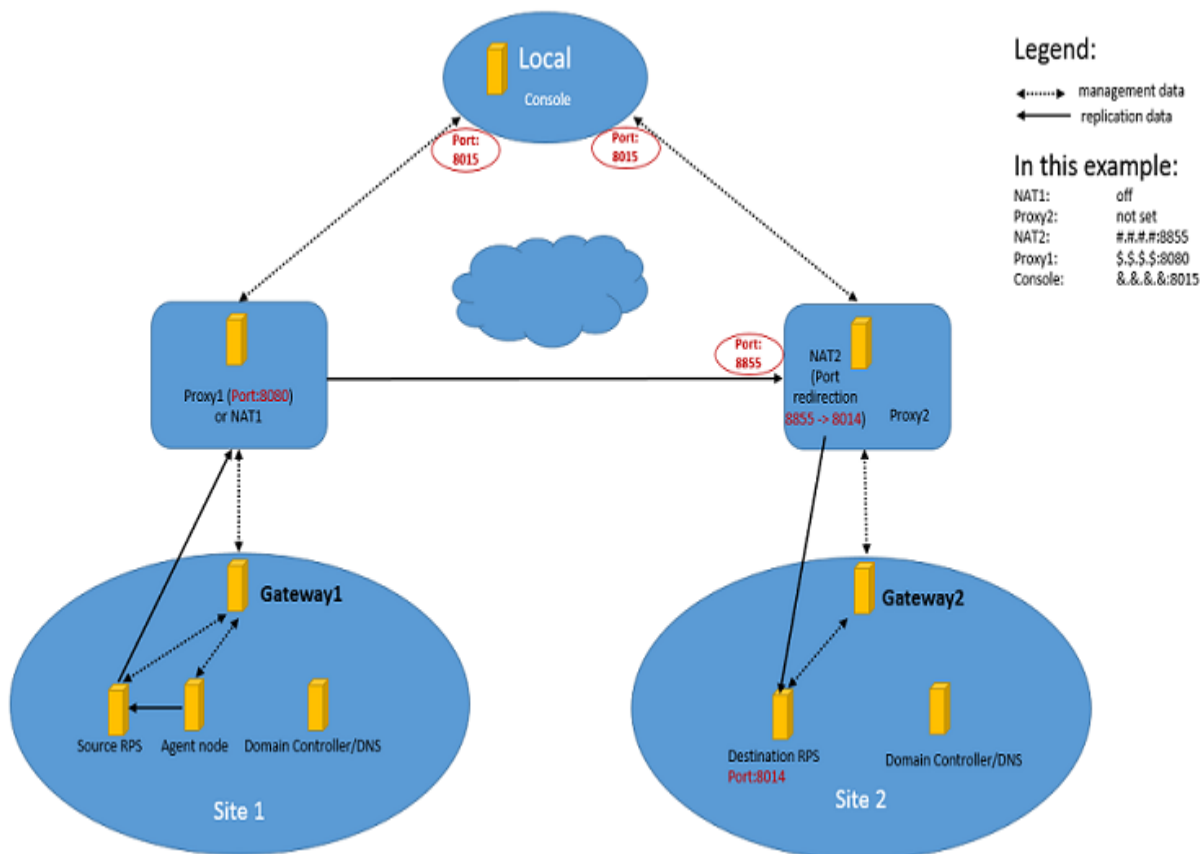 Local
Console
Port:
8015
Port:
8015
Legend:
management data
replication data
In this example:
NAT1: off
Proxy2: not set
NAT2: #.#.#.#:8855
Proxy1: $.$.$.$:8080
Console: &.&.&.&:8015
Proxy1 (Port:8080)
or NAT1
Port:
8855
NAT2
(Port
redirection
8855 -> 8014)
Proxy2
Gateway1
Source RPS
Agent node
Domain Controller/DNS
Site 1
Gateway2
Destination RPS
Port:8014
Domain Controller/DNS
Site 2